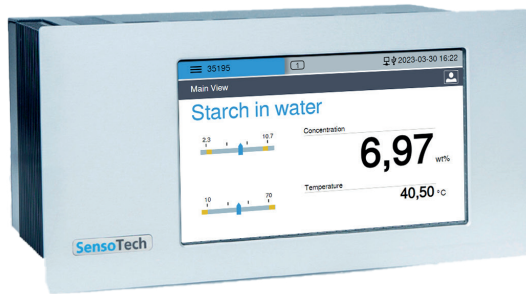 35195
1
2023-03-30 16:22
Main View
Starch in water
2.3
10.7
Concentration
6,97 wt%
10
70
Temperature
40,50 °C
SensoTech